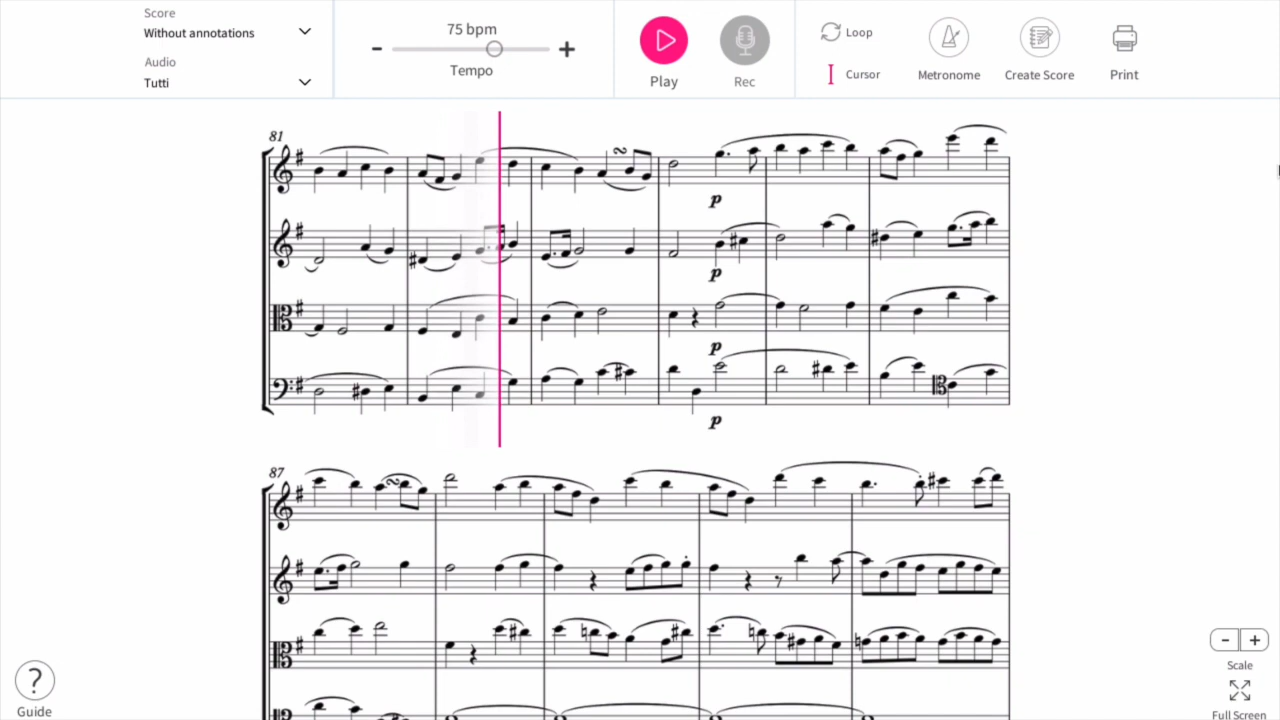 Score
Without annotations
Audio
Tutti
75 bpm
- +
Tempo
Play
Rec
Loop
Cursor
Metronome
Create Score
Print
81
p
p
p
p
87
?
Guide
- +
Scale
Full Screen